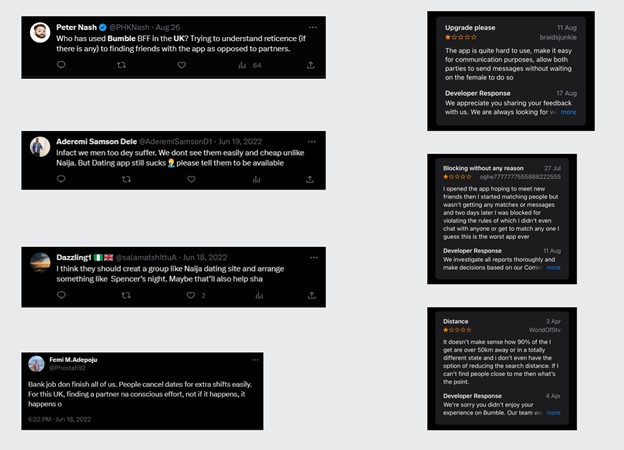 Peter Nash @PHKNash · Aug 26
Who has used Bumble BFF in the UK? Trying to understand reticence (if
there is any) to finding friends with the app as opposed to partners.
64
Aderemi Samson Dele @AderemiSamsonD1 · Jun 19, 2022
Infact we men too dey suffer. We dont see them easily and cheap unlike
Naija. But Dating app still sucks 🤦‍♂️ please tell them to be available
Dazzling1 🇳🇬🇬🇧 @salamatshittuA · Jun 18, 2022
I think they should creat a group like Naija dating site and arrange
something like Spencer's night. Maybe that'll also help sha
2
Femi M.Adepoju
@Phostah92
Bank job don finish all of us. People cancel dates for extra shifts easily.
For this UK, finding a partner na conscious effort, not if it happens, it
happens o
6:22 PM · Jun 18, 2022
Upgrade please 11 Aug
★☆☆☆☆ braidsjunkie
The app is quite hard to use, make it easy
for communication purposes, allow both
parties to send messages without waiting
on the female to do so
Developer Response 17 Aug
We appreciate you sharing your feedback
with us. We are always looking for more
Blocking without any reason 27 Jul
★☆☆☆☆
I opened the app hoping to meet new
friends then I started matching people but
wasn't getting any matches or messages
and two days later I was blocked for
violating the rules of which I didn't even
chat with anyone or get to match any one I
guess this is the worst app ever
Developer Response 11 Aug
We investigate all reports thoroughly and
make decisions based on our more
Distance 3 Apr
★☆☆☆☆ WorldOfStv
It doesn't make sense how 90% of the I
get are over 50km away or in a totally
different state and i don't even have the
option of reducing the search distance. If I
can't find people close to me then what's
the point.
Developer Response 4 Apr
We're sorry you didn't enjoy your
experience on Bumble. Our team more